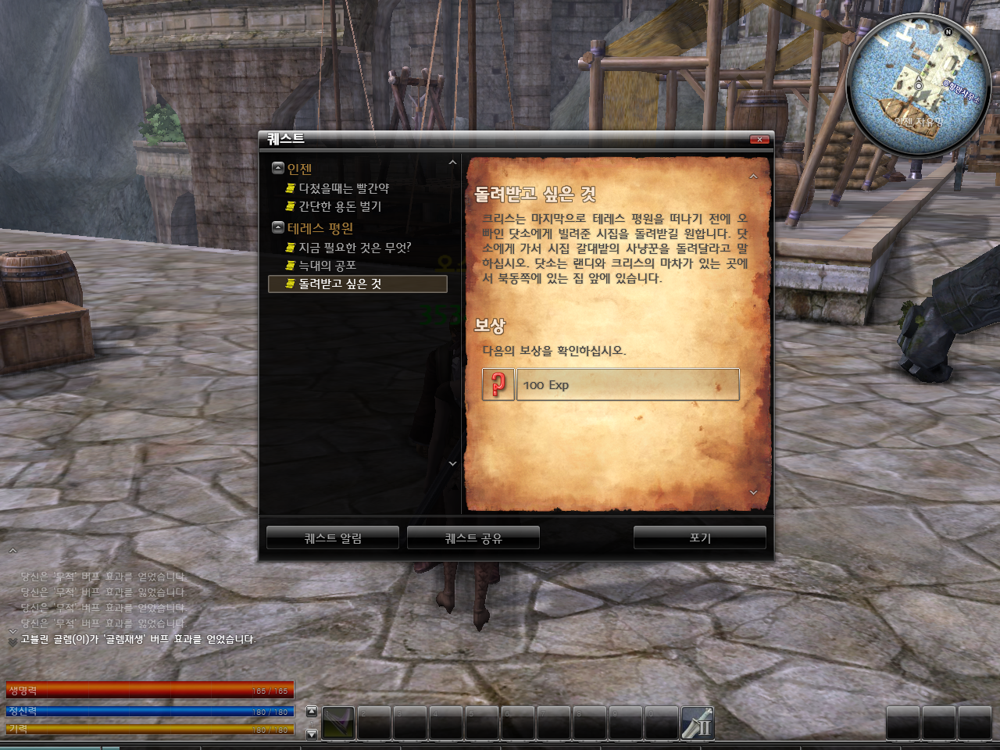 퀘스트
인젠
다쳤을때는 빨간약
간단한 용돈 벌기
테레스 평원
지금 필요한 것은 무엇?
늑대의 공포
돌려받고 싶은 것
돌려받고 싶은 것
크리스는 마지막으로 테레스 평원을 떠나기 전에 오
빠인 닷소에게 빌려준 시집을 돌려받길 원합니다. 닷
소에게 가서 시집 갈대밭의 사냥꾼을 돌려달라고 말
하십시오. 닷소는 랜디와 크리스의 마차가 있는 곳에
서 북동쪽에 있는 집 앞에 있습니다.
보상
다음의 보상을 확인하십시오.
100 Exp
퀘스트 알림
퀘스트 공유
포기
N
항만사무소
인젠 자유항
353
당신은 '무적' 버프 효과를 얻었습니다.
당신은 '무적' 버프 효과를 잃었습니다.
당신은 '무적' 버프 효과를 얻었습니다.
당신은 '무적' 버프 효과를 잃었습니다.
고블린 골렘(이)가 '골렘재생' 버프 효과를 얻었습니다.
생명력 165 / 165
정신력 180 / 180
기력 180 / 180
II